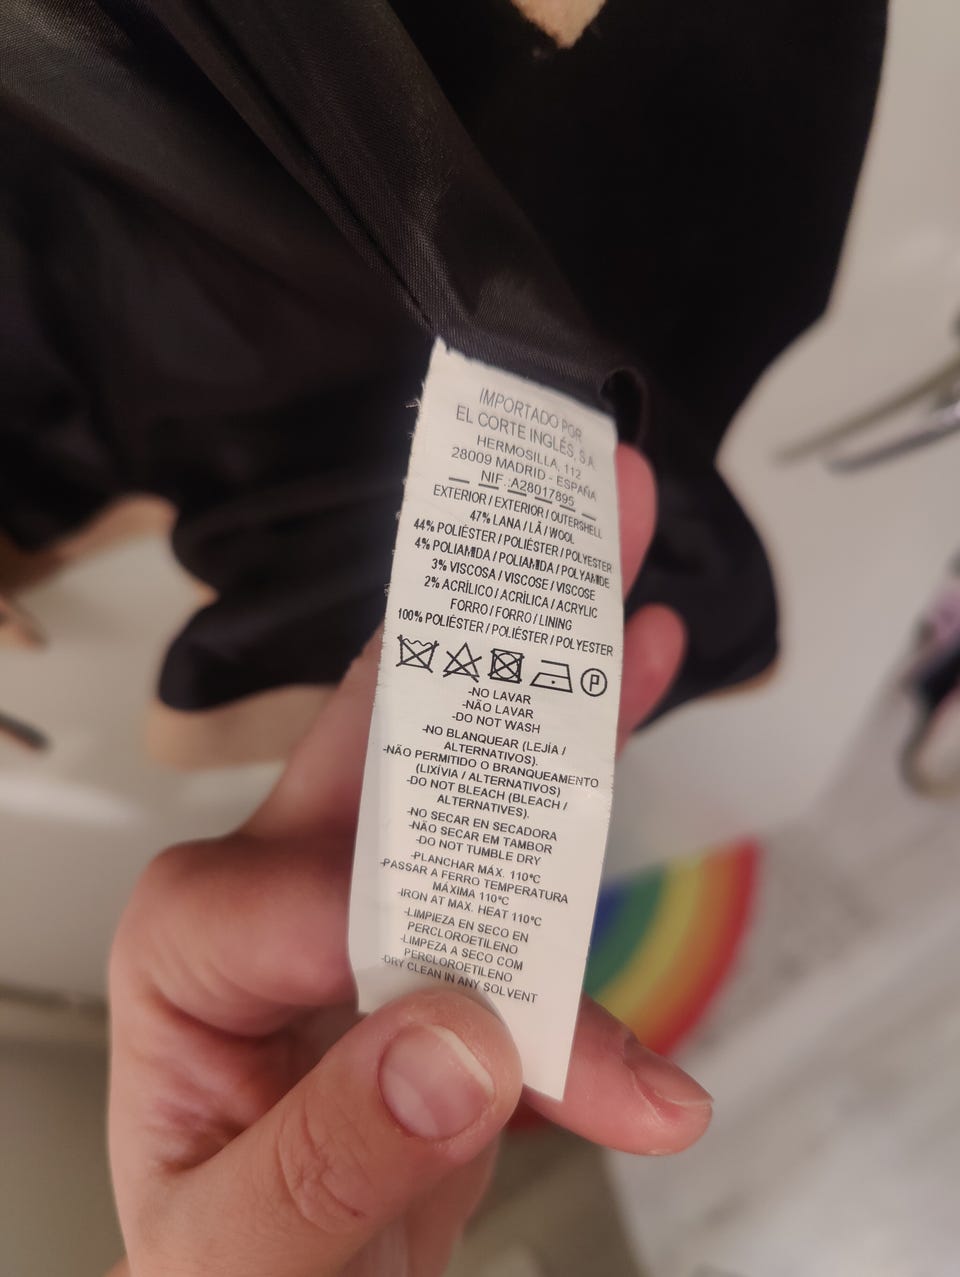 IMPORTADO POR
EL CORTE INGLÉS, S.A.
HERMOSILLA, 112
28009 MADRID - ESPAÑA
NIF.:A28017895
EXTERIOR / EXTERIOR / OUTERSHELL
47% LANA / LÃ / WOOL
44% POLIÉSTER / POLIÉSTER / POLYESTER
4% POLIAMIDA / POLIAMIDA / POLYAMIDE
3% VISCOSA / VISCOSE / VISCOSE
2% ACRÍLICO / ACRÍLICA / ACRYLIC
FORRO / FORRO / LINING
100% POLIÉSTER / POLIÉSTER / POLYESTER
P
-NO LAVAR
-NÃO LAVAR
-DO NOT WASH
-NO BLANQUEAR (LEJÍA /
ALTERNATIVOS).
-NÃO PERMITIDO O BRANQUEAMENTO
(LIXÍVIA / ALTERNATIVOS)
-DO NOT BLEACH (BLEACH /
ALTERNATIVES).
-NO SECAR EN SECADORA
-NÃO SECAR EM TAMBOR
-DO NOT TUMBLE DRY
-PLANCHAR MÁX. 110ºC
-PASSAR A FERRO TEMPERATURA
MÁXIMA 110ºC
-IRON AT MAX. HEAT 110ºC
-LIMPIEZA EN SECO EN
PERCLOROETILENO
-LIMPEZA A SECO COM
PERCLOROETILENO
-DRY CLEAN IN ANY SOLVENT